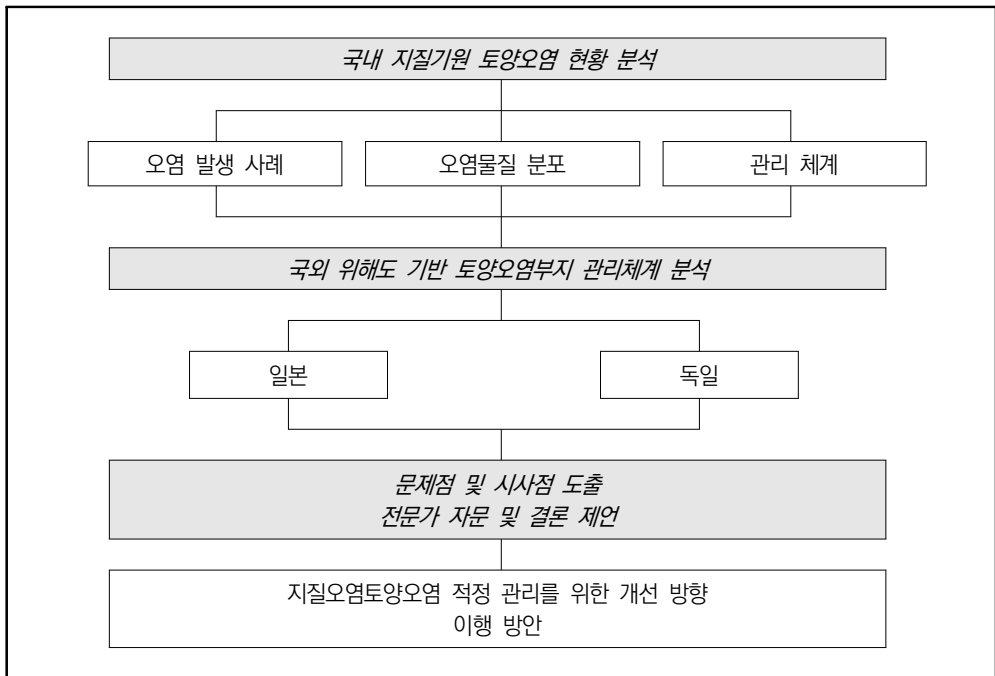 국내 지질기원 토양오염 현황 분석
오염 발생 사례
오염물질 분포
관리 체계
국외 위해도 기반 토양오염부지 관리체계 분석
일본
독일
문제점 및 시사점 도출
전문가 자문 및 결론 제언
지질오염토양오염 적정 관리를 위한 개선 방향
이행 방안